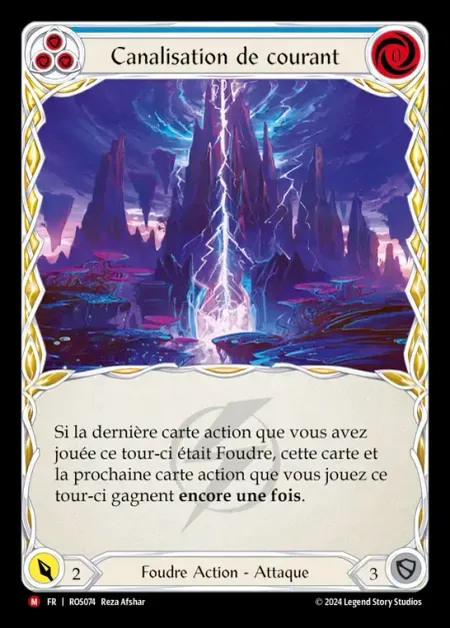 Canalisation de courant
0
Si la dernière carte action que vous avez
jouée ce tour-ci était Foudre, cette carte et
la prochaine carte action que vous jouez ce
tour-ci gagnent encore une fois.
2
Foudre Action - Attaque
3
M FR | ROS074 Reza Afshar
© 2024 Legend Story Studios